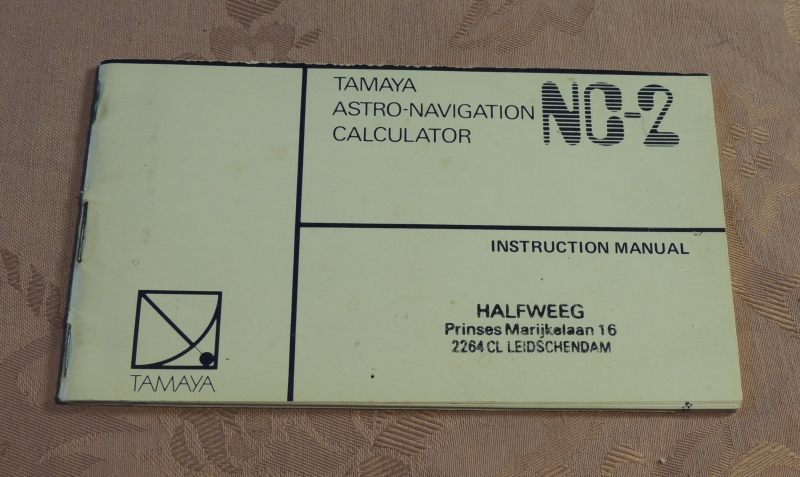 TAMAYA
ASTRO-NAVIGATION
CALCULATOR
NC-2
INSTRUCTION MANUAL
HALFWEEG
Prinses Marijkelaan 16
2264 CL LEIDSCHENDAM
TAMAYA